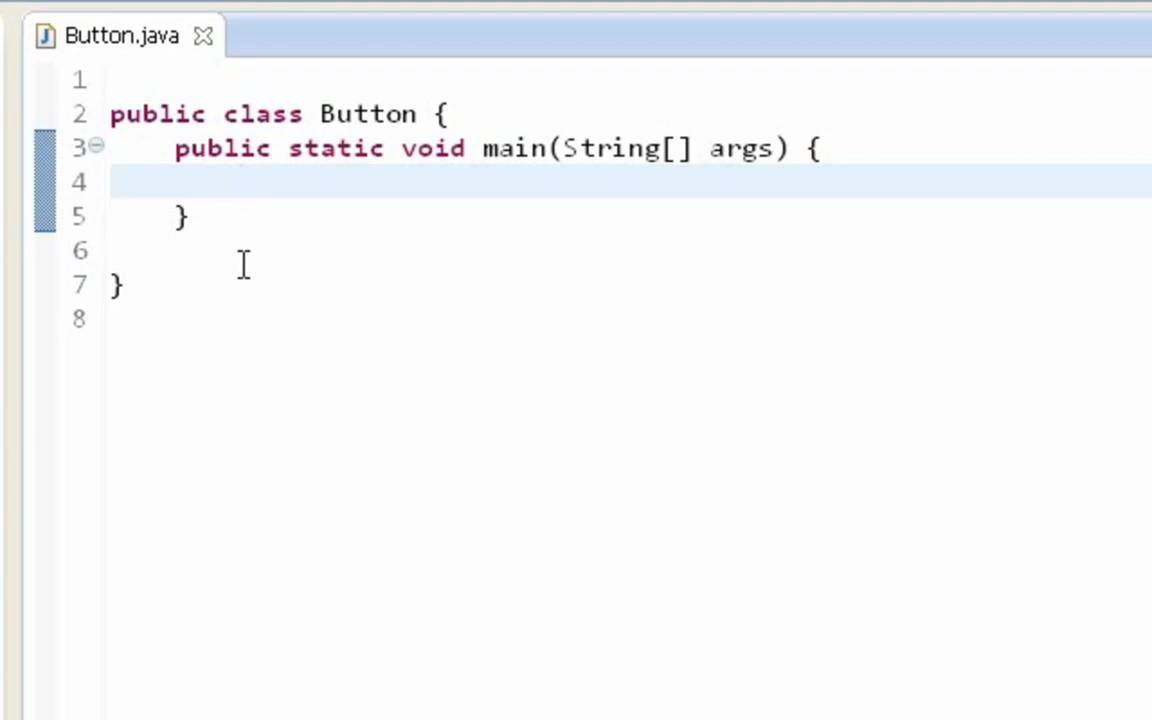 Button.java
1
2 public class Button {
3 public static void main(String[] args) {
4
5 }
6
7 }
8